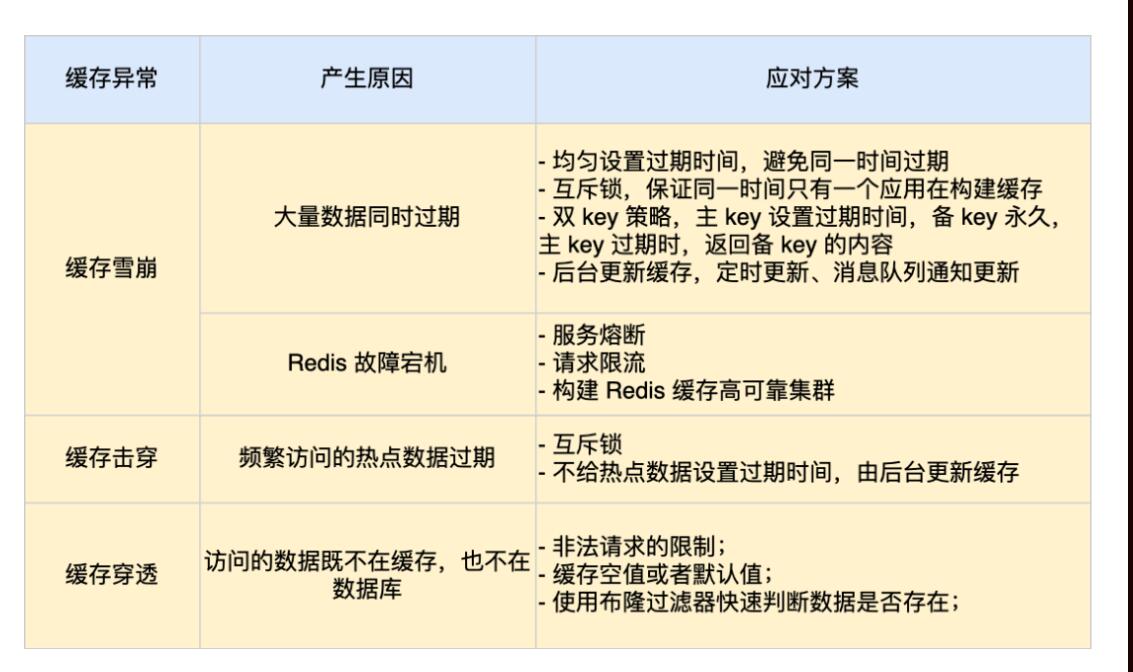 缓存异常
产生原因
应对方案
缓存雪崩
大量数据同时过期
- 均匀设置过期时间，避免同一时间过期
- 互斥锁，保证同一时间只有一个应用在构建缓存
- 双 key 策略，主 key 设置过期时间，备 key 永久，
主 key 过期时，返回备 key 的内容
- 后台更新缓存，定时更新、消息队列通知更新
Redis 故障宕机
- 服务熔断
- 请求限流
- 构建 Redis 缓存高可靠集群
缓存击穿
频繁访问的热点数据过期
- 互斥锁
- 不给热点数据设置过期时间，由后台更新缓存
缓存穿透
访问的数据既不在缓存，也不在
数据库
- 非法请求的限制；
- 缓存空值或者默认值；
- 使用布隆过滤器快速判断数据是否存在；